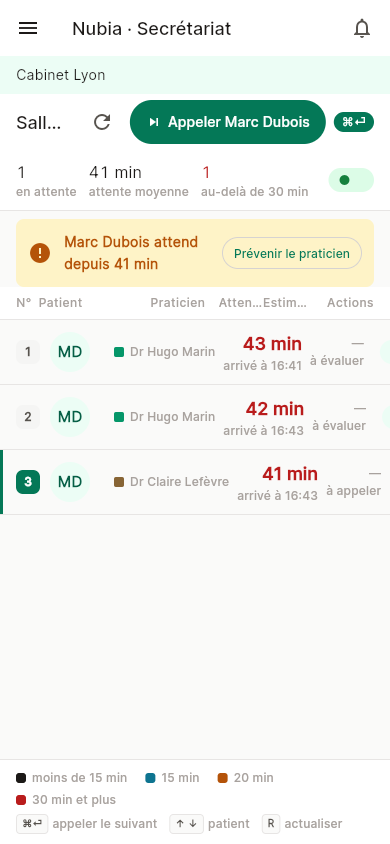 Nubia · Secrétariat
Cabinet Lyon
Sall...
Appeler Marc Dubois
⌘⏎
1 41 min 1
en attente attente moyenne au-delà de 30 min
Marc Dubois attend
depuis 41 min
Prévenir le praticien
N° Patient Praticien Atten... Estim... Actions
1 MD Dr Hugo Marin 43 min —
arrivé à 16:41 à évaluer
2 MD Dr Hugo Marin 42 min —
arrivé à 16:43 à évaluer
3 MD Dr Claire Lefèvre 41 min —
arrivé à 16:43 à appeler
moins de 15 min 15 min 20 min
30 min et plus
⌘⏎ appeler le suivant ↑ ↓ patient R actualiser